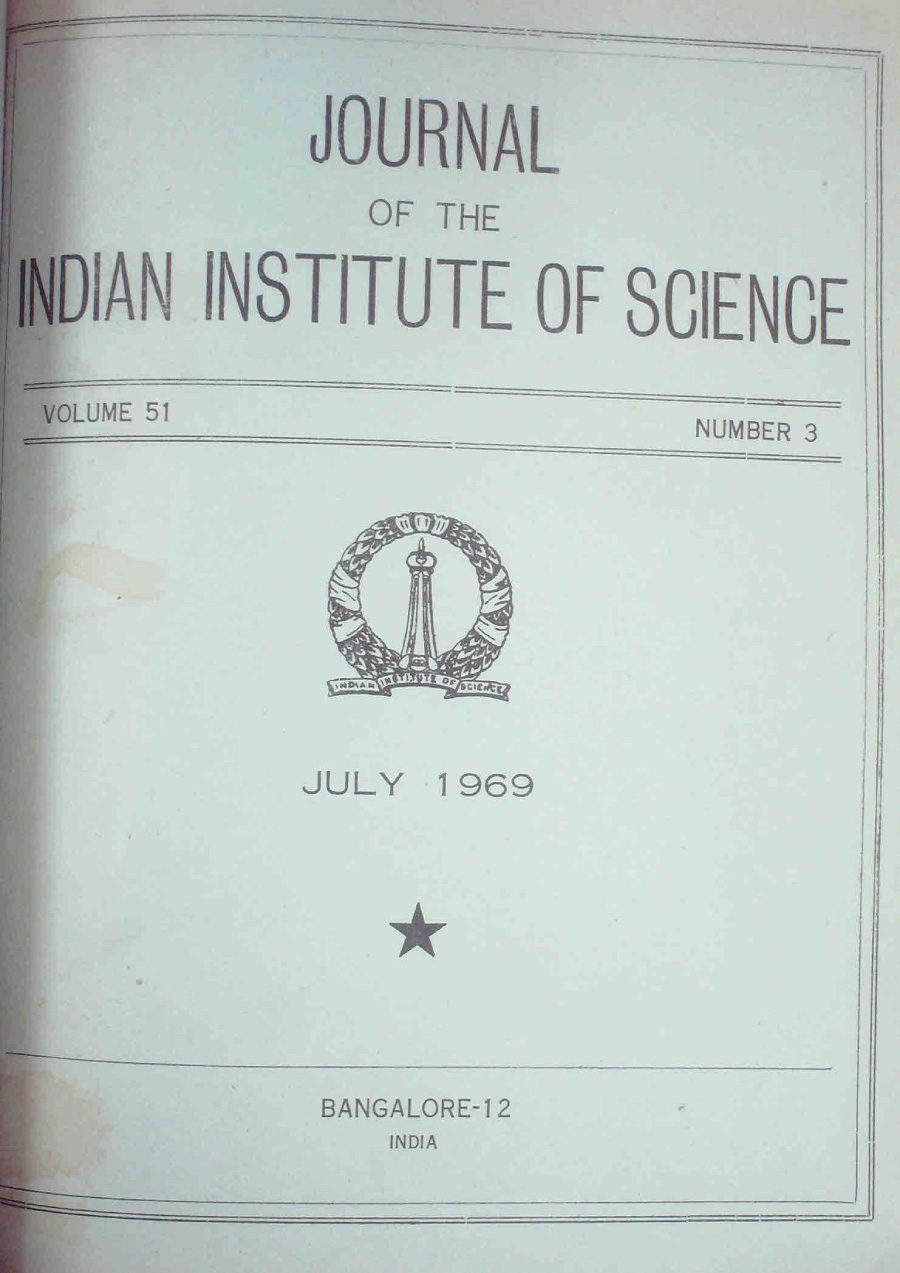 JOURNAL
OF THE
INDIAN INSTITUTE OF SCIENCE
VOLUME 51
NUMBER 3
INDIAN INSTITUTE OF SCIENCE
JULY 1969
BANGALORE-12
INDIA